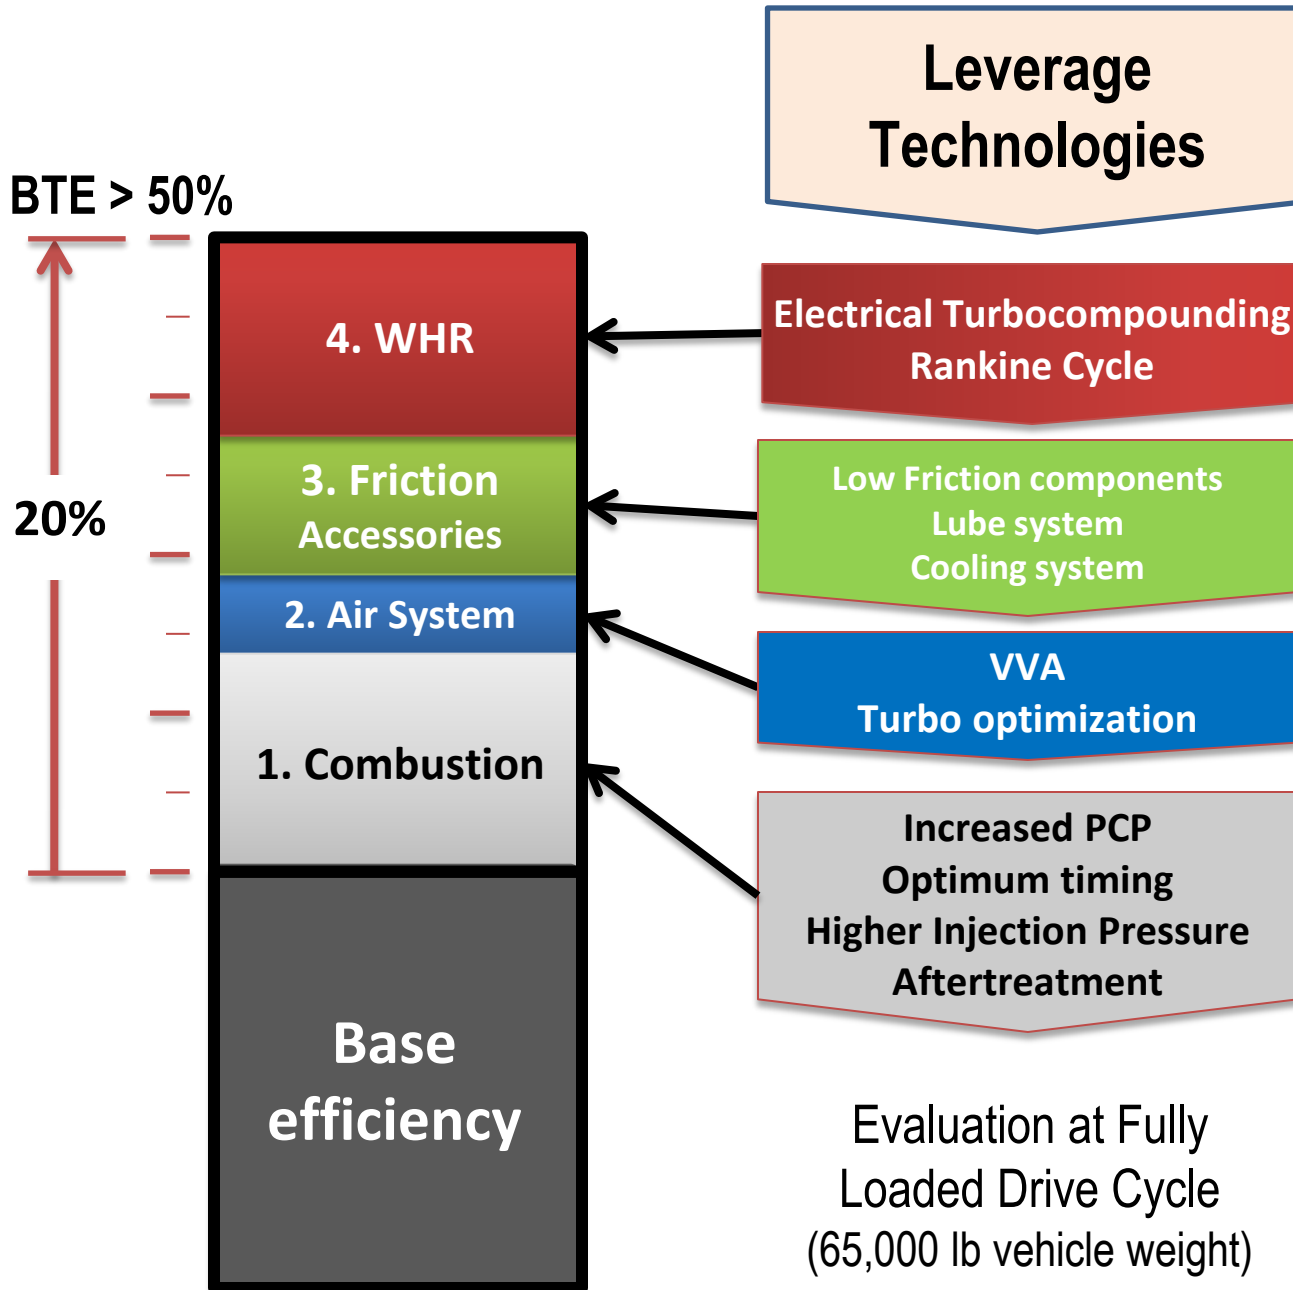 Leverage
Technologies
BTE > 50%
20%
4. WHR
3. Friction
Accessories
2. Air System
1. Combustion
Base
efficiency
Electrical Turbocompounding
Rankine Cycle
Low Friction components
Lube system
Cooling system
VVA
Turbo optimization
Increased PCP
Optimum timing
Higher Injection Pressure
Aftertreatment
Evaluation at Fully
Loaded Drive Cycle
(65,000 lb vehicle weight)